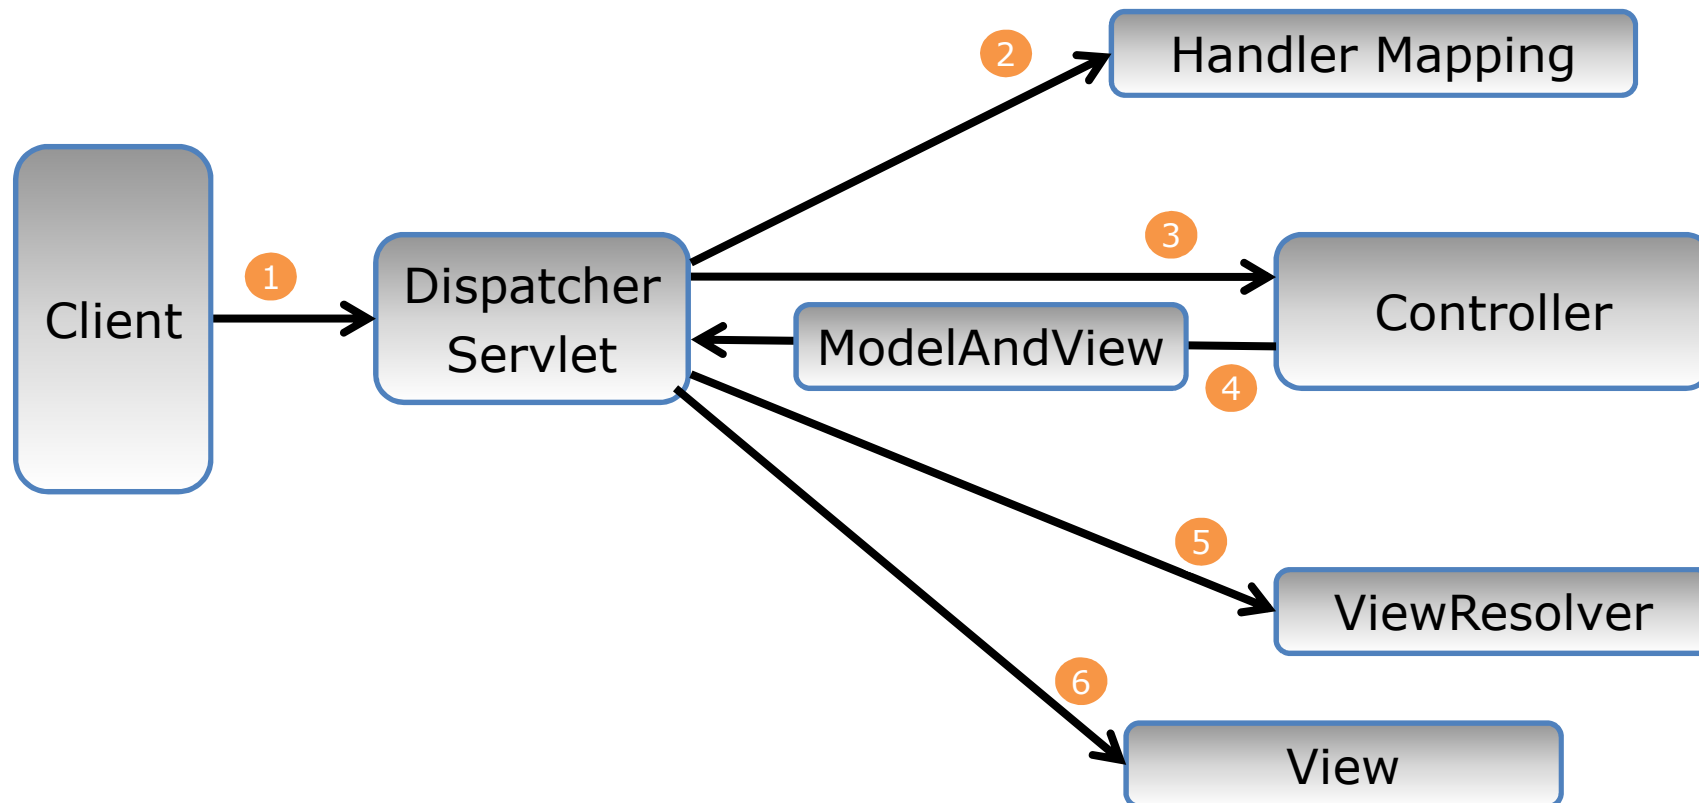 2
Handler Mapping
1
3
Client
Dispatcher
Servlet
Controller
ModelAndView
4
5
ViewResolver
6
View